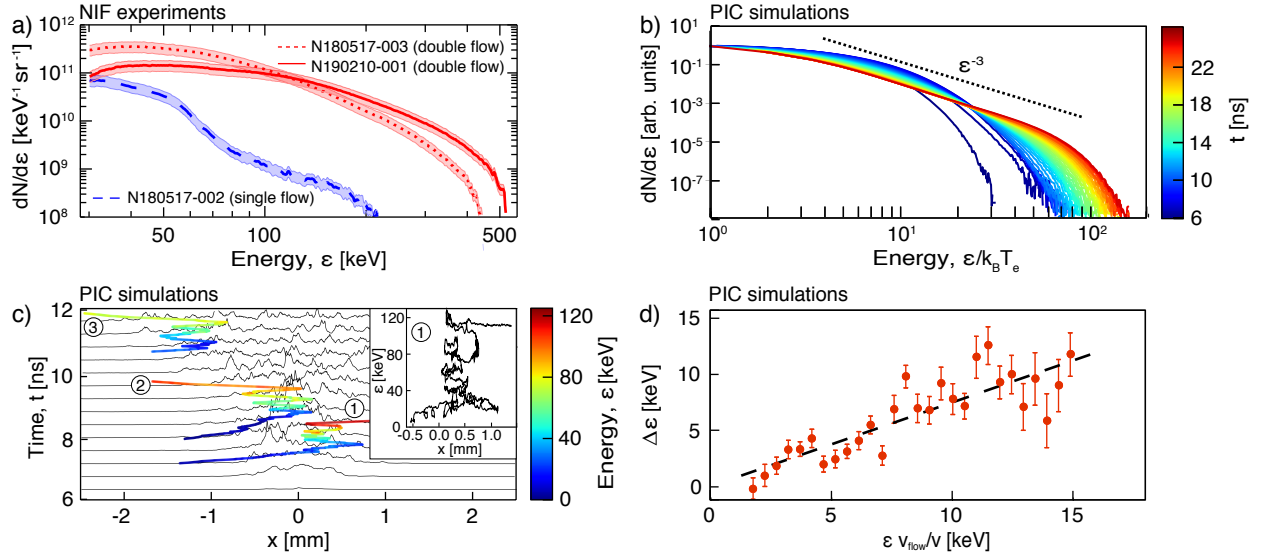 NIF experiments
a)
dN/dε [keV⁻¹ sr⁻¹]
10¹²
10¹¹
10¹⁰
10⁹
10⁸
N180517-003 (double flow)
N190210-001 (double flow)
N180517-002 (single flow)
50 100 500
Energy, ε [keV]
PIC simulations
b)
dN/dε [arb. units]
10¹
10⁻¹
10⁻³
10⁻⁵
10⁻⁷
ε⁻³
10⁰ 10¹ 10²
Energy, ε/k_BT_e
22
18
14
10
6
t [ns]
PIC simulations
c)
Time, t [ns]
12
10
8
6
3
2
1
-2 -1 0 1 2
x [mm]
1
ε [keV]
120
80
40
0
-0.5 0.0 0.5 1.0
x [mm]
120
80
40
0
Energy, ε [keV]
PIC simulations
d)
Δε [keV]
15
10
5
0
0 5 10 15
ε v_flow/v [keV]